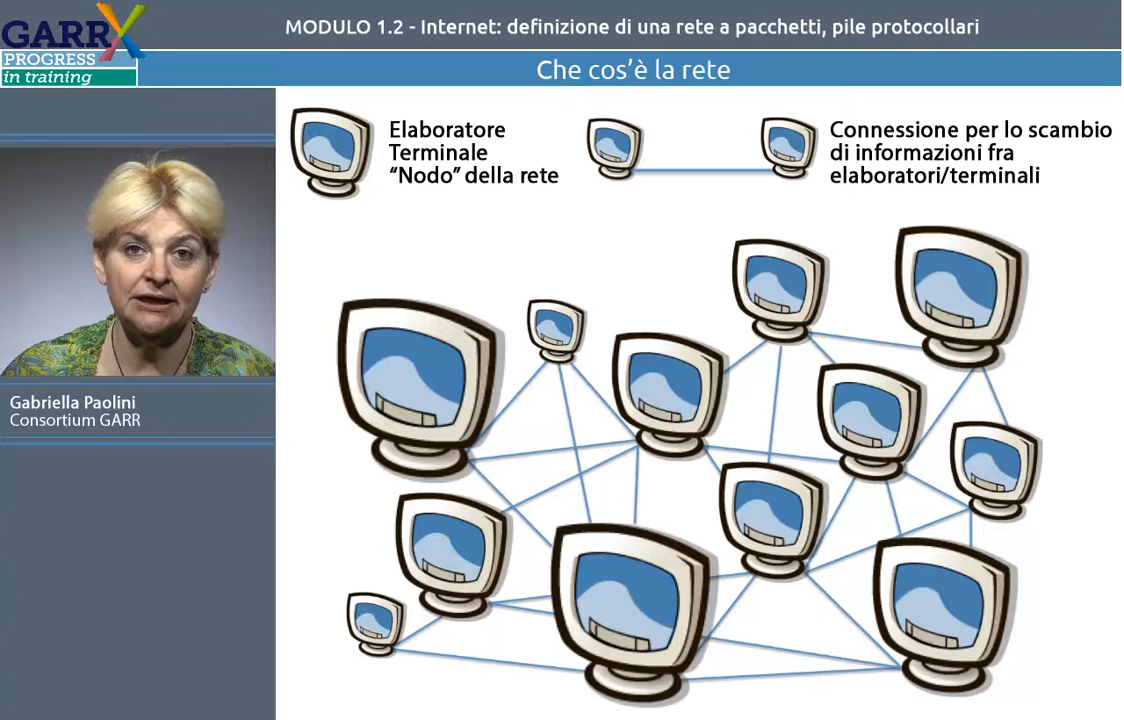 GARR X
PROGRESS
in training
MODULO 1.2 - Internet: definizione di una rete a pacchetti, pile protocollari
Che cos’è la rete
Elaboratore
Terminale
“Nodo” della rete
Connessione per lo scambio
di informazioni fra
elaboratori/terminali
Gabriella Paolini
Consortium GARR